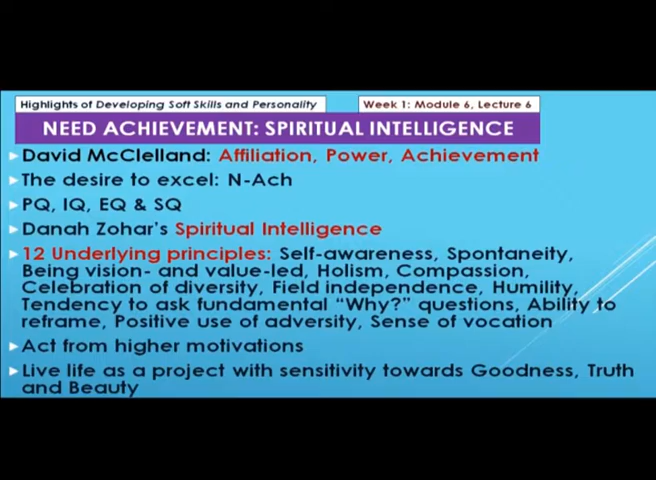 Highlights of Developing Soft Skills and Personality
Week 1: Module 6, Lecture 6
NEED ACHIEVEMENT: SPIRITUAL INTELLIGENCE
David McClelland: Affiliation, Power, Achievement
The desire to excel: N-Ach
PQ, IQ, EQ & SQ
Danah Zohar's Spiritual Intelligence
12 Underlying principles: Self-awareness, Spontaneity,
Being vision- and value-led, Holism, Compassion,
Celebration of diversity, Field independence, Humility,
Tendency to ask fundamental “Why?” questions, Ability to
reframe, Positive use of adversity, Sense of vocation
Act from higher motivations
Live life as a project with sensitivity towards Goodness, Truth
and Beauty